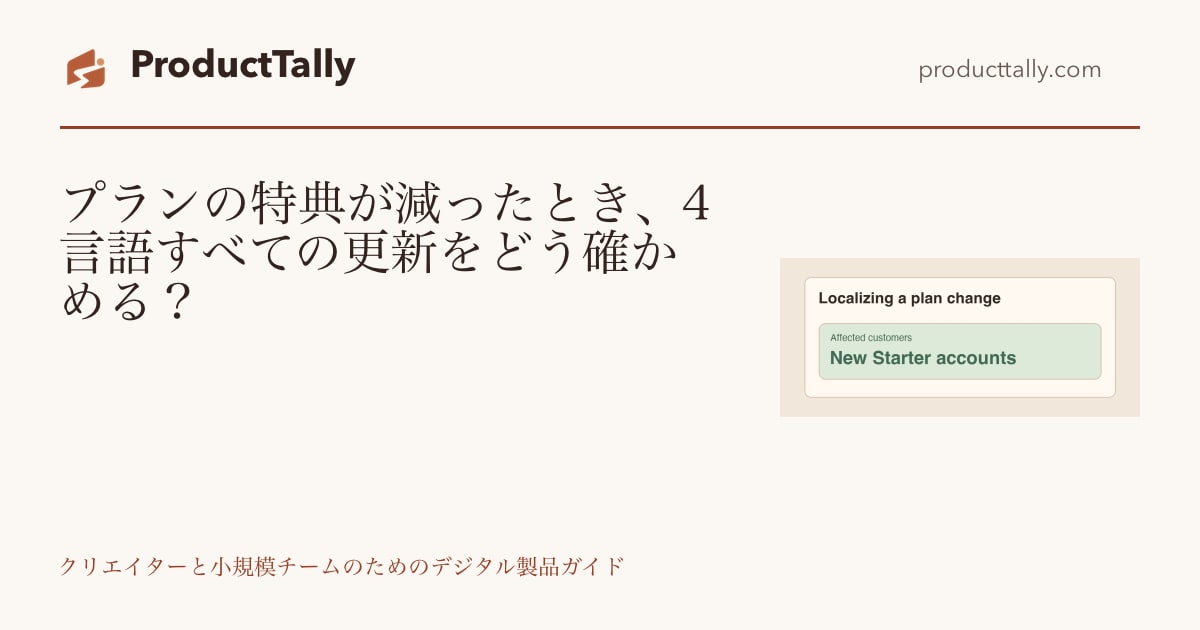 ProductTally
producttally.com
プランの特典が減ったとき、4
言語すべての更新をどう確か
める？
Localizing a plan change
Affected customers
New Starter accounts
クリエイターと小規模チームのためのデジタル製品ガイド